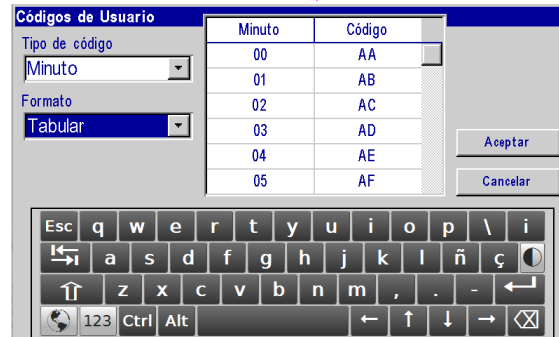 Códigos de Usuario
Tipo de código
Minuto
Formato
Tabular
Minuto Código
00 AA
01 AB
02 AC
03 AD
04 AE
05 AF
Aceptar
Cancelar
Esc q w e r t y u i o p \ i
a s d f g h j k l ñ ç
z x c v b n m , . -
123 Ctrl Alt ← ↑ ↓ →